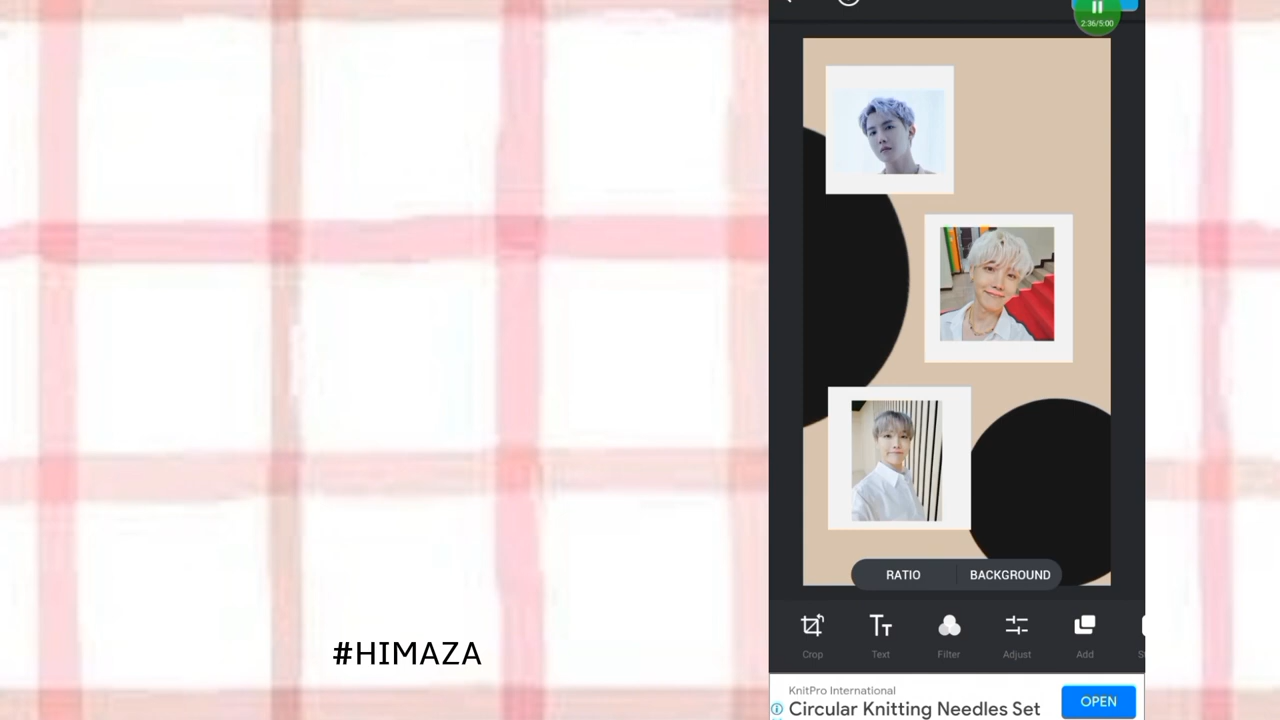 2:36/5:00
RATIO
BACKGROUND
Crop
Text
Filter
Adjust
Add
#HIMAZA
KnitPro International
Circular Knitting Needles Set
OPEN